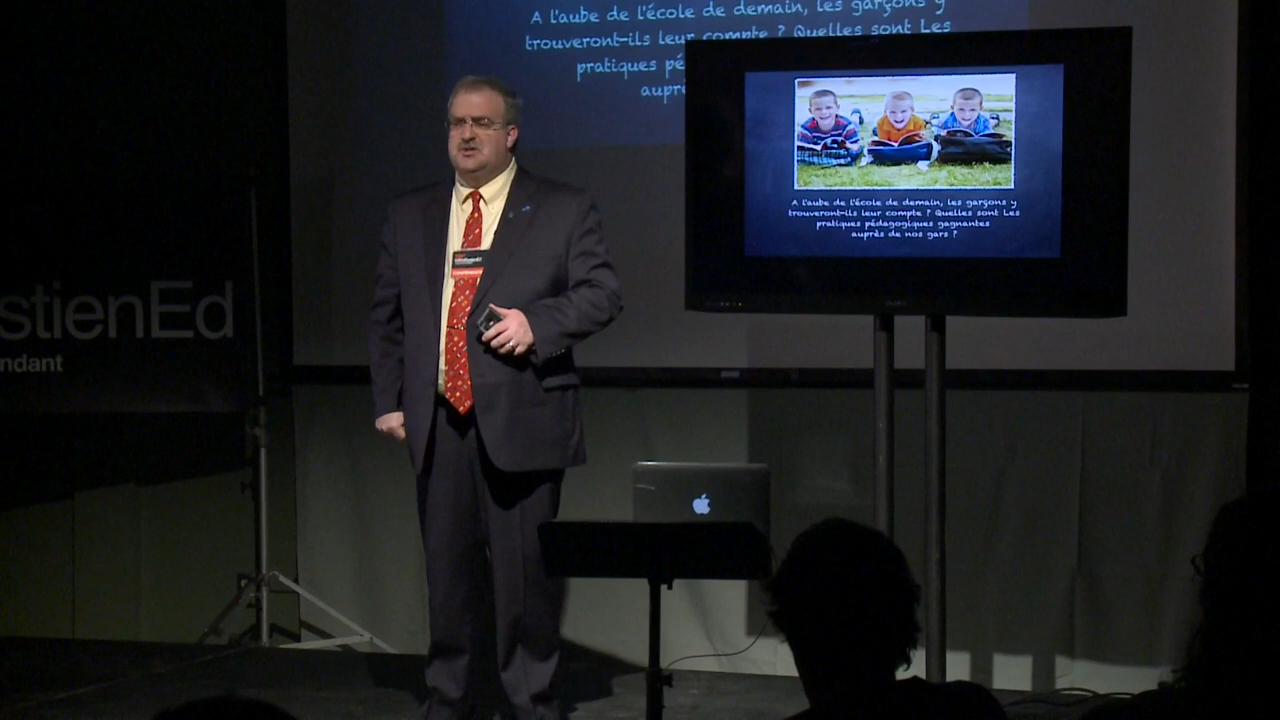 A l'aube de l'école de demain, les garçons y
trouveront-ils leur compte ? Quelles sont Les
pratiques pé
auprè
A l'aube de l'école de demain, les garçons y
trouveront-ils leur compte ? Quelles sont Les
pratiques pédagogiques gagnantes
auprès de nos gars ?
stienEd
ndant